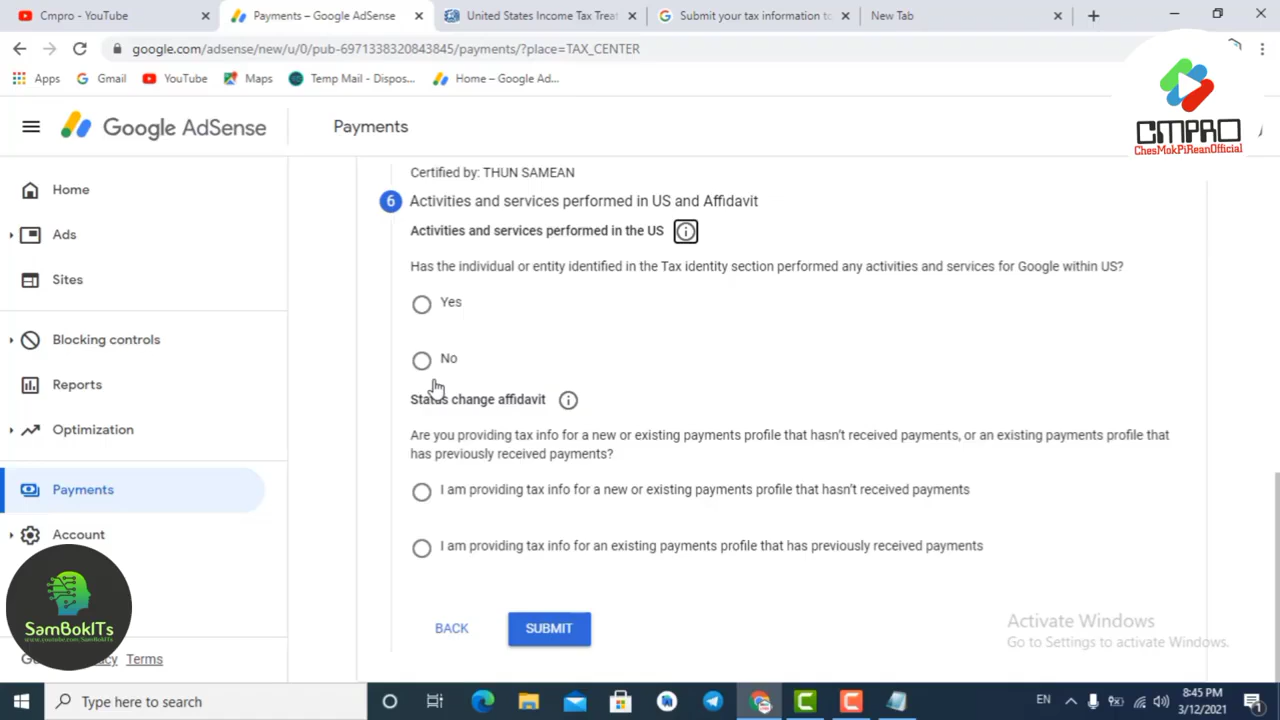 Cmpro - YouTube
Payments – Google AdSense
United States Income Tax Treat
Submit your tax information to
New Tab
google.com/adsense/new/u/0/pub-6971338320843845/payments/?place=TAX_CENTER
Apps
Gmail
YouTube
Maps
Temp Mail - Dispos...
Home – Google Ad...
CMPRO
ChesMokPiReanOfficial
Google AdSense
Payments
Home
Ads
Sites
Blocking controls
Reports
Optimization
Payments
Account
Terms
Certified by: THUN SAMEAN
6 Activities and services performed in US and Affidavit
Activities and services performed in the US
Has the individual or entity identified in the Tax identity section performed any activities and services for Google within US?
Yes
No
Status change affidavit
Are you providing tax info for a new or existing payments profile that hasn't received payments, or an existing payments profile that
has previously received payments?
I am providing tax info for a new or existing payments profile that hasn't received payments
I am providing tax info for an existing payments profile that has previously received payments
BACK
SUBMIT
SamBokITs
www.youtube.com/SamBokITs
Activate Windows
Go to Settings to activate Windows.
Type here to search
EN
8:45 PM
3/12/2021
1